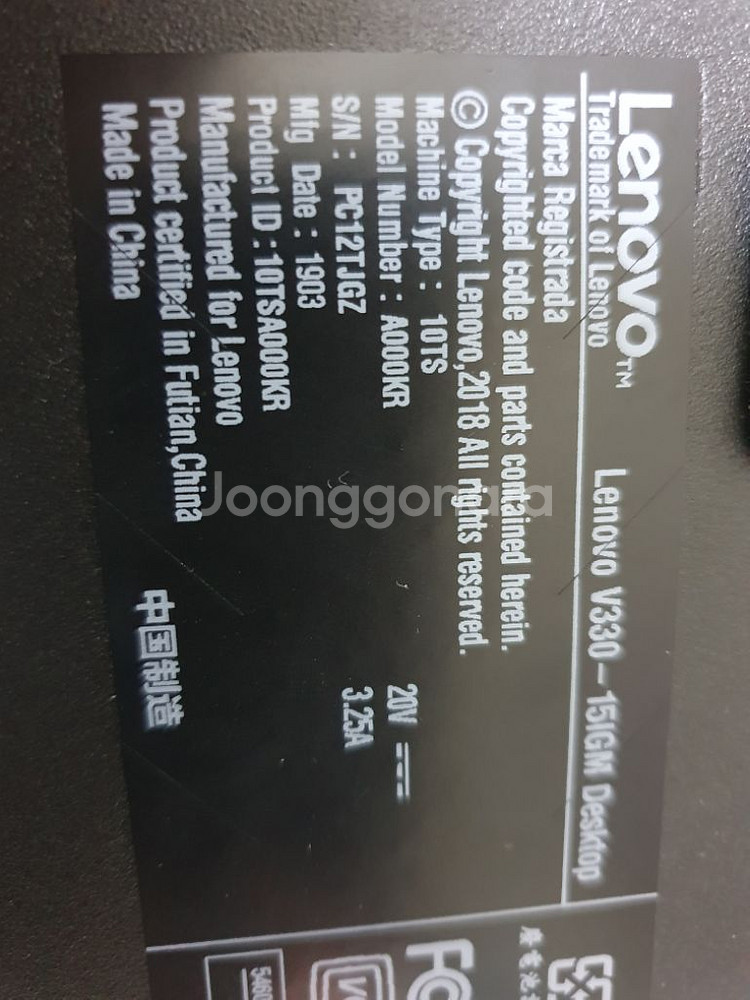 Lenovo™
Lenovo V330-15IGM Desktop
Trademark of Lenovo
Marca Registrada
Copyrighted code and parts contained herein.
© Copyright Lenovo,2018 All rights reserved.
Machine Type : 10TS
Model Number : A000KR
20V
S/N : PC12TJGZ
3.25A
Mfg Date : 1903
Product ID :10TSA000KR
Manufactured for Lenovo
Product certified in Futian,China
Made in China
中国制造
Joonggonara